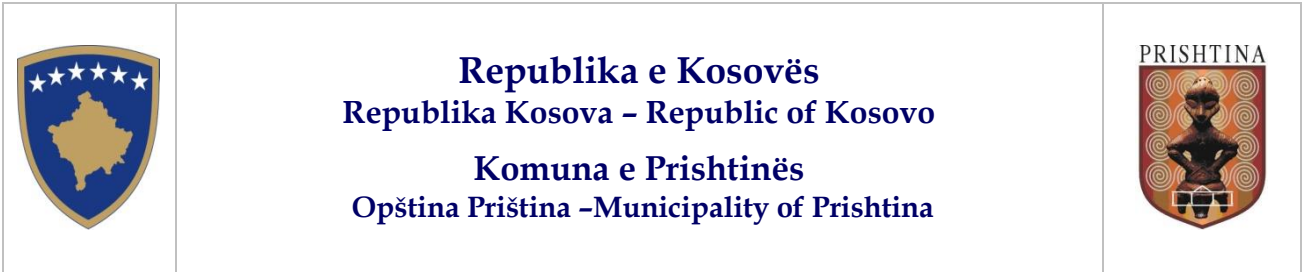 Republika e Kosovës
Republika Kosova – Republic of Kosovo
Komuna e Prishtinës
Opština Priština –Municipality of Prishtina
PRISHTINA